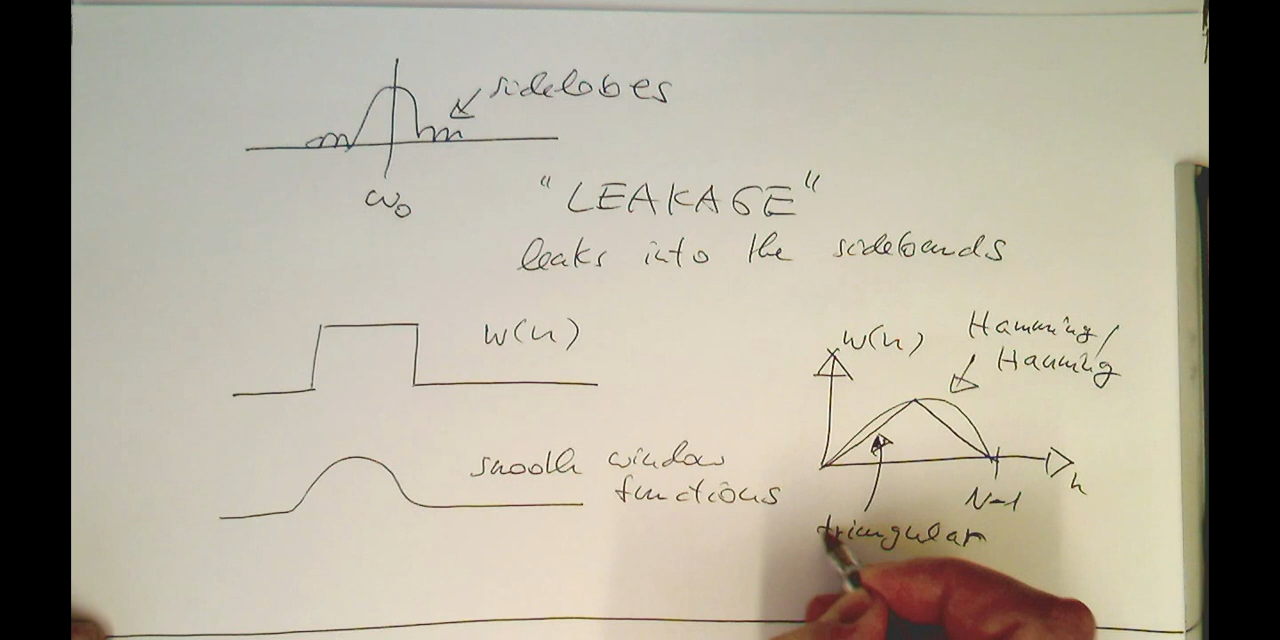 sidelobes
ω₀
"LEAKAGE"
leaks into the sidebands
w(n)
smooth window
functions
w(n)
Hamming/
Hanning
n
N-1
triangular